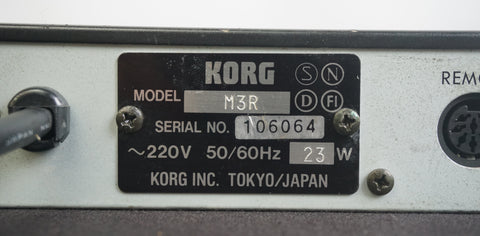 KORG S N
MODEL M3R D FI
SERIAL NO. 106064
~220V 50/60Hz 23 W
KORG INC. TOKYO/JAPAN
REMO